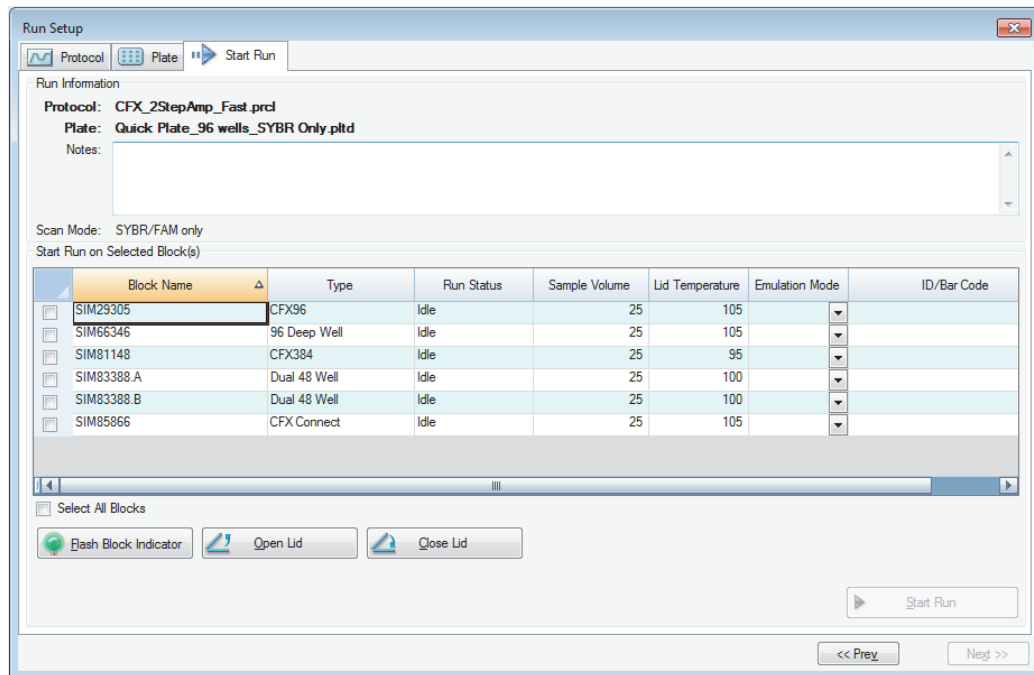 Run Setup
Protocol Plate Start Run
Run Information
Protocol: CFX_2StepAmp_Fast.prcl
Plate: Quick Plate_96 wells_SYBR Only.pltd
Notes:
Scan Mode: SYBR/FAM only
Start Run on Selected Block(s)
Block Name Type Run Status Sample Volume Lid Temperature Emulation Mode ID/Bar Code
SIM29305 CFX96 Idle 25 105
SIM66346 96 Deep Well Idle 25 105
SIM81148 CFX384 Idle 25 95
SIM83388.A Dual 48 Well Idle 25 100
SIM83388.B Dual 48 Well Idle 25 100
SIM85866 CFX Connect Idle 25 105
Select All Blocks
Flash Block Indicator Open Lid Close Lid
Start Run
<< Prev Next >>